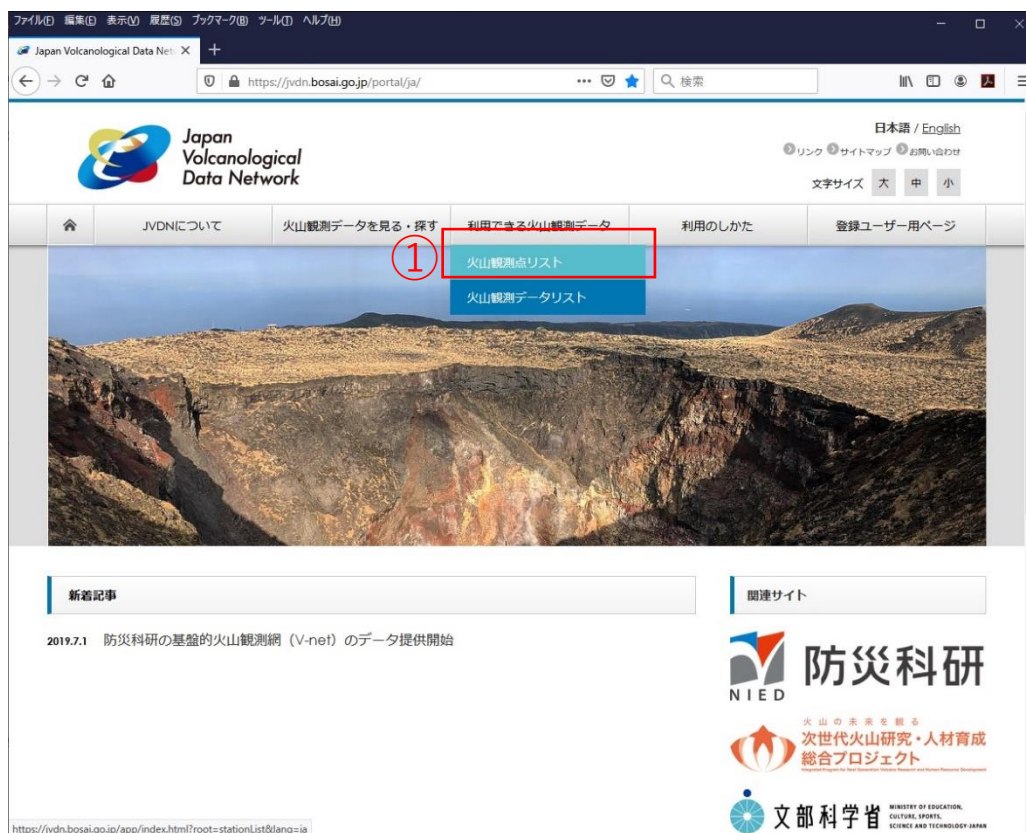 ファイル(F) 編集(E) 表示(V) 履歴(S) ブックマーク(B) ツール(T) ヘルプ(H)
Japan Volcanological Data Net
https://jvdn.bosai.go.jp/portal/ja/
検索
Japan
Volcanological
Data Network
日本語 / English
リンク サイトマップ お問い合わせ
文字サイズ 大 中 小
JVDNについて 火山観測データを見る・探す 利用できる火山観測データ 利用のしかた 登録ユーザー用ページ
① 火山観測点リスト
火山観測データリスト
新着記事
2019.7.1 防災科研の基盤的火山観測網(V-net)のデータ提供開始
関連サイト
NIED 防災科研
火山の未来を観る
次世代火山研究・人材育成
総合プロジェクト
Integrated Program for Next Generation Volcano Research and Human Resource Development
文部科学省
MINISTRY OF EDUCATION,
CULTURE, SPORTS,
SCIENCE AND TECHNOLOGY-JAPAN
https://jvdn.bosai.go.jp/app/index.html?root=stationList&lang=ja